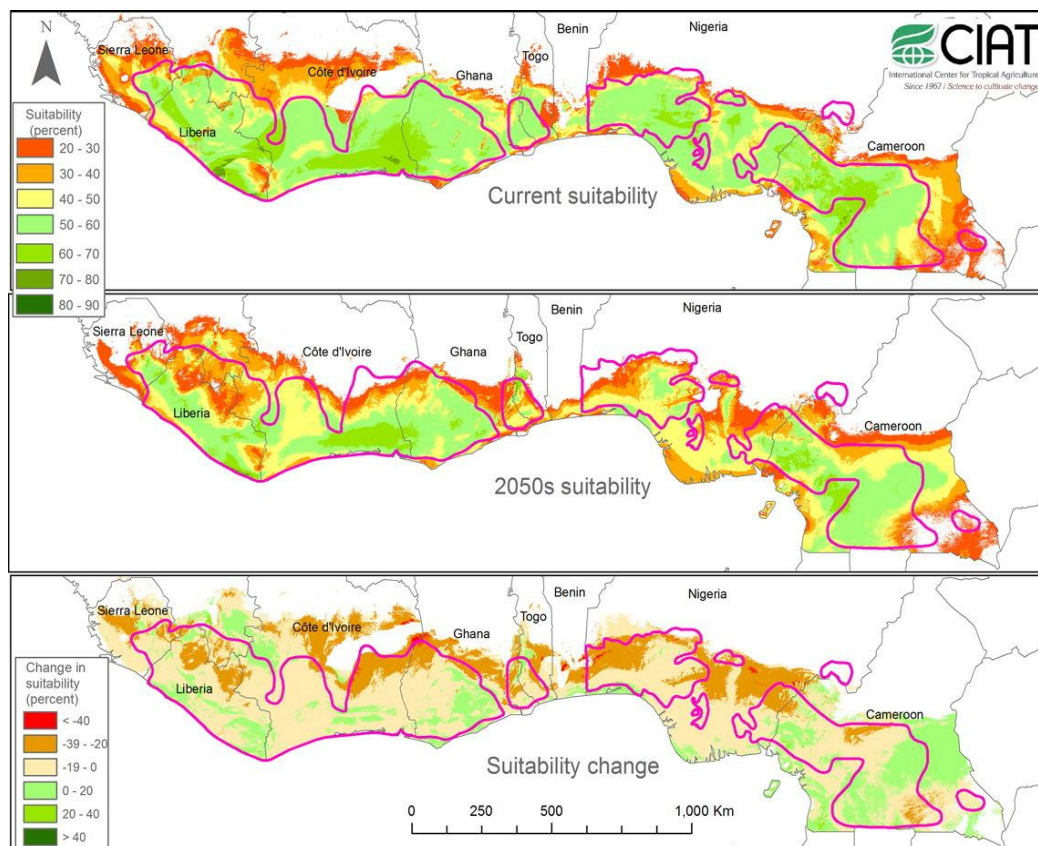 N
Benin
Nigeria
Sierra Leone
Togo
Côte d'Ivoire
Ghana
CIAT
International Center for Tropical Agriculture
Since 1967 / Science to cultivate change
Suitability
(percent)
20 - 30
30 - 40
40 - 50
50 - 60
60 - 70
70 - 80
80 - 90
Liberia
Cameroon
Current suitability
Benin
Nigeria
Sierra Leone
Togo
Côte d'Ivoire
Ghana
Liberia
Cameroon
2050s suitability
Benin
Nigeria
Sierra Leone
Togo
Côte d'Ivoire
Ghana
Liberia
Cameroon
Change in
suitability
(percent)
< -40
-39 - -20
-19 - 0
0 - 20
20 - 40
> 40
Suitability change
0 250 500 1,000 Km